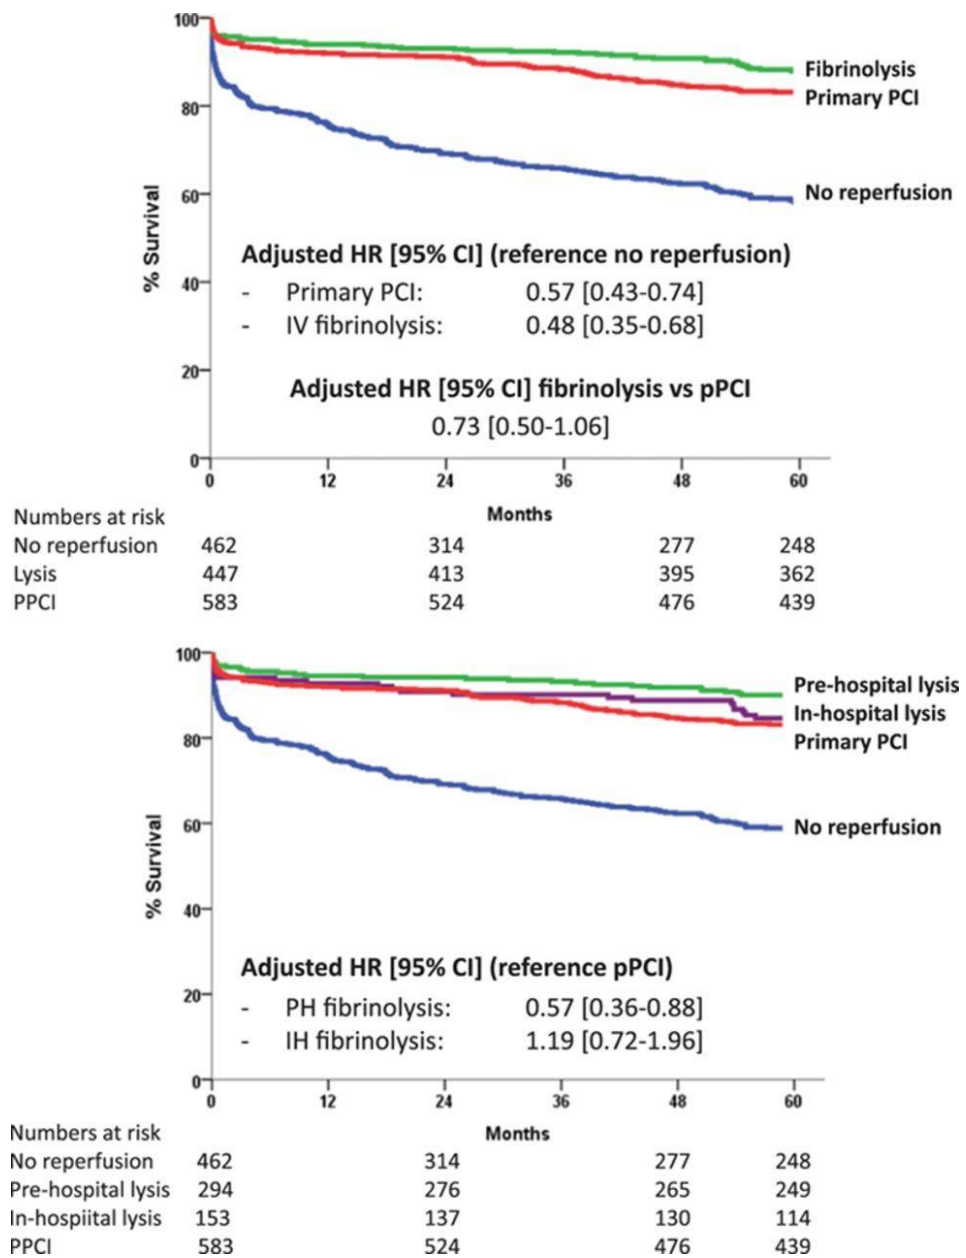 100
80
60
40
20
0
% Survival
Fibrinolysis
Primary PCI
No reperfusion
Adjusted HR [95% CI] (reference no reperfusion)
- Primary PCI: 0.57 [0.43-0.74]
- IV fibrinolysis: 0.48 [0.35-0.68]
Adjusted HR [95% CI] fibrinolysis vs pPCI
0.73 [0.50-1.06]
0 12 24 36 48 60
Months
Numbers at risk
No reperfusion 462 314 277 248
Lysis 447 413 395 362
PPCI 583 524 476 439
100
80
60
40
20
0
% Survival
Pre-hospital lysis
In-hospital lysis
Primary PCI
No reperfusion
Adjusted HR [95% CI] (reference pPCI)
- PH fibrinolysis: 0.57 [0.36-0.88]
- IH fibrinolysis: 1.19 [0.72-1.96]
0 12 24 36 48 60
Months
Numbers at risk
No reperfusion 462 314 277 248
Pre-hospital lysis 294 276 265 249
In-hospiital lysis 153 137 130 114
PPCI 583 524 476 439